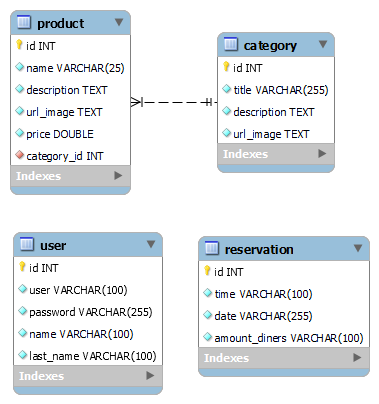 product
id INT
name VARCHAR(25)
description TEXT
url_image TEXT
price DOUBLE
category_id INT
Indexes
category
id INT
title VARCHAR(255)
description TEXT
url_image TEXT
Indexes
user
id INT
user VARCHAR(100)
password VARCHAR(255)
name VARCHAR(100)
last_name VARCHAR(100)
Indexes
reservation
id INT
time VARCHAR(100)
date VARCHAR(255)
amount_diners VARCHAR(100)
Indexes